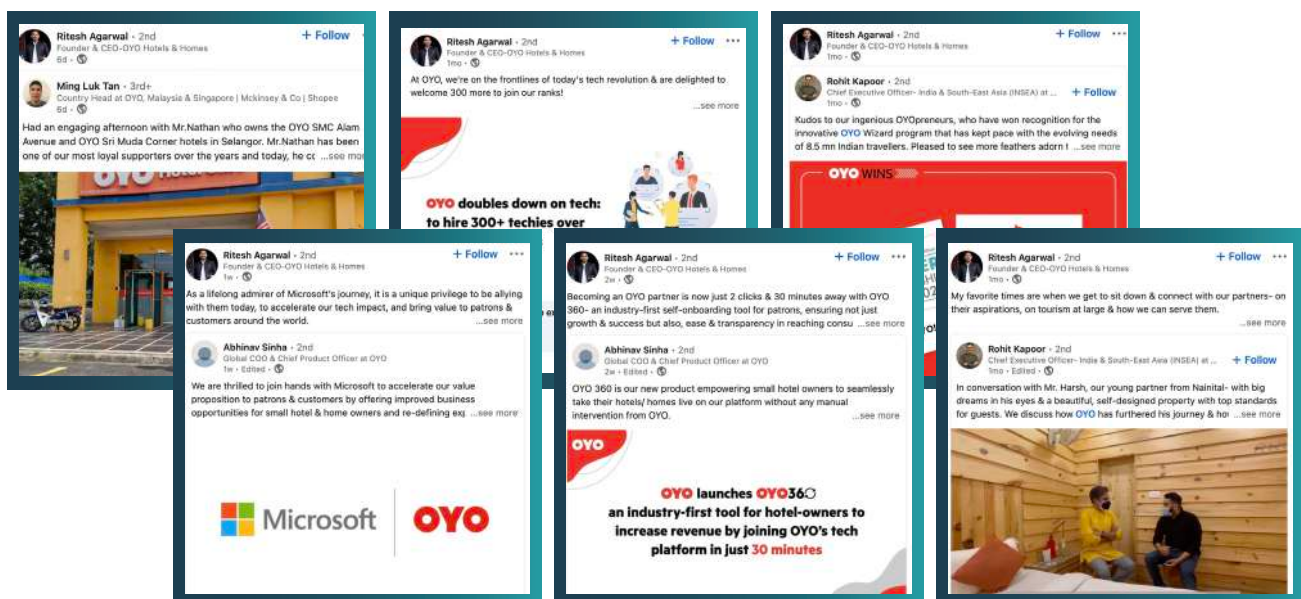 Ritesh Agarwal • 2nd
+ Follow
Founder & CEO-OYO Hotels & Homes
6d •
Ming Luk Tan • 3rd+
Country Head at OYO, Malaysia & Singapore | Mckinsey & Co | Shopee
6d •
Had an engaging afternoon with Mr.Nathan who owns the OYO SMC Alam
Avenue and OYO Sri Muda Corner hotels in Selangor. Mr.Nathan has been
one of our most loyal supporters over the years and today, he cc ...see mor
OYO
Ritesh Agarwal • 2nd
+ Follow •••
Founder & CEO-OYO Hotels & Homes
1mo •
At OYO, we're on the frontlines of today's tech revolution & are delighted to
welcome 300 more to join our ranks!
...see more
OYO doubles down on tech:
to hire 300+ techies over
Ritesh Agarwal • 2nd
+ Follow •••
Founder & CEO-OYO Hotels & Homes
1mo •
Rohit Kapoor • 2nd
Chief Executive Officer- India & South-East Asia (INSEA) at ...
+ Follow
1mo •
Kudos to our ingenious OYOpreneurs, who have won recognition for the
innovative OYO Wizard program that has kept pace with the evolving needs
of 8.5 mn Indian travellers. Pleased to see more feathers adorn t ...see more
OYO WINS
Ritesh Agarwal • 2nd
+ Follow •••
Founder & CEO-OYO Hotels & Homes
1w •
As a lifelong admirer of Microsoft's journey, it is a unique privilege to be allying
with them today, to accelerate our tech impact, and bring value to patrons &
customers around the world.
...see more
Abhinav Sinha • 2nd
Global COO & Chief Product Officer at OYO
1w • Edited •
We are thrilled to join hands with Microsoft to accelerate our value
proposition to patrons & customers by offering improved business
opportunities for small hotel & home owners and re-defining exp ...see more
Microsoft
OYO
Ritesh Agarwal • 2nd
+ Follow •••
Founder & CEO-OYO Hotels & Homes
2w •
Becoming an OYO partner is now just 2 clicks & 30 minutes away with OYO
360- an industry-first self-onboarding tool for patrons, ensuring not just
growth & success but also, ease & transparency in reaching consu ...see more
Abhinav Sinha • 2nd
Global COO & Chief Product Officer at OYO
2w • Edited •
OYO 360 is our new product empowering small hotel owners to seamlessly
take their hotels/ homes live on our platform without any manual
intervention from OYO.
...see more
OYO
OYO launches OYO360
an industry-first tool for hotel-owners to
increase revenue by joining OYO's tech
platform in just 30 minutes
Ritesh Agarwal • 2nd
+ Follow •••
Founder & CEO-OYO Hotels & Homes
1mo •
My favorite times are when we get to sit down & connect with our partners- on
their aspirations, on tourism at large & how we can serve them.
...see more
Rohit Kapoor • 2nd
Chief Executive Officer- India & South-East Asia (INSEA) at ...
+ Follow
1mo • Edited •
In conversation with Mr. Harsh, our young partner from Nainital- with big
dreams in his eyes & a beautiful, self-designed property with top standards
for guests. We discuss how OYO has furthered his journey & hov ...see more